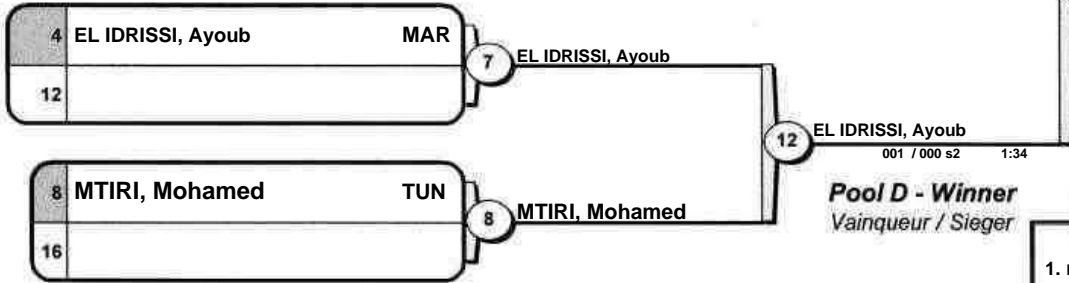 4 EL IDRISSI, Ayoub MAR
12
7 EL IDRISSI, Ayoub
8 MTIRI, Mohamed TUN
16
8 MTIRI, Mohamed
12 EL IDRISSI, Ayoub
001 / 000 s2 1:34
Pool D - Winner
Vainqueur / Sieger
1.